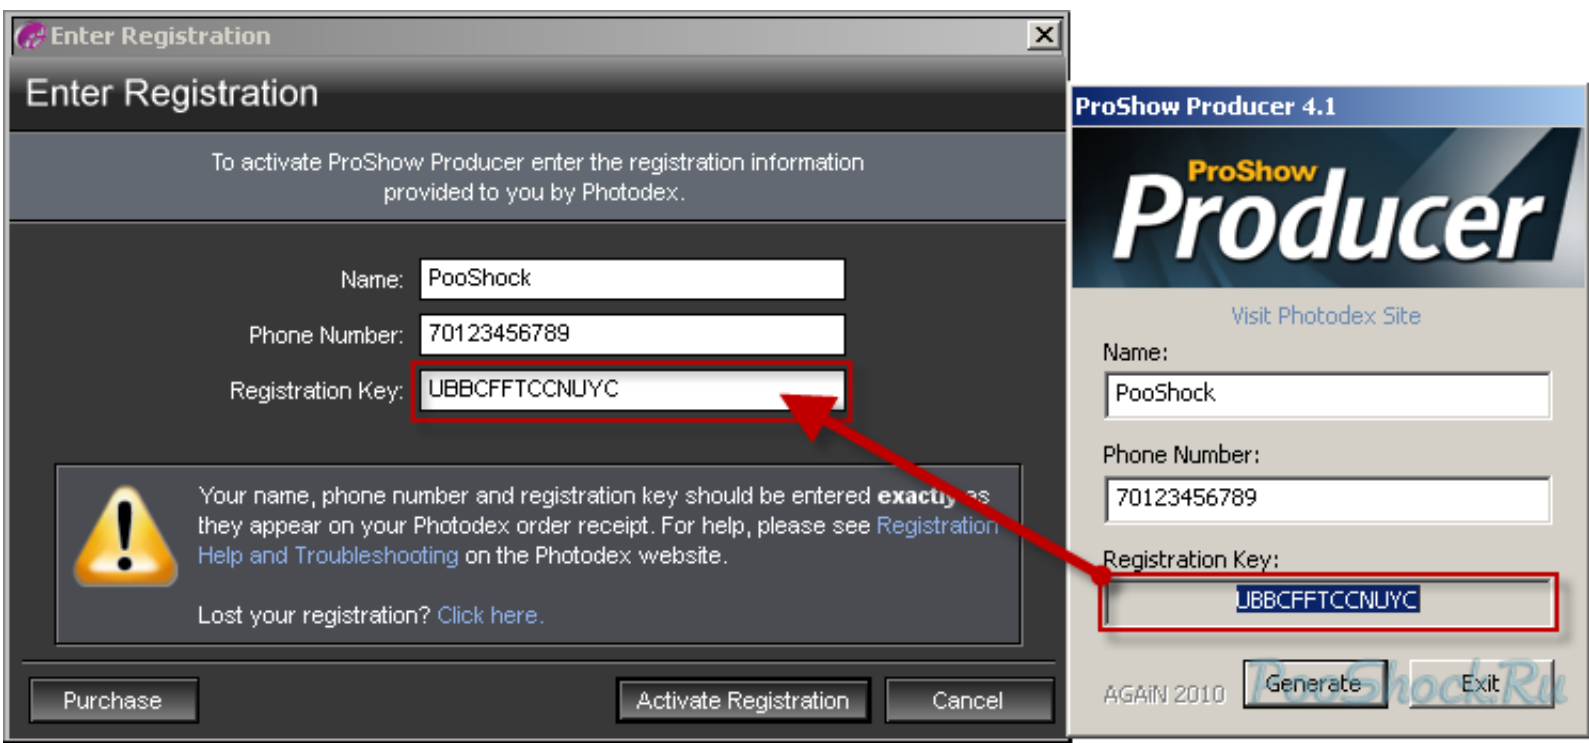 Enter Registration
Enter Registration
To activate ProShow Producer enter the registration information
provided to you by Photodex.
Name: PooShock
Phone Number: 70123456789
Registration Key: UBBCFFTCCNUYC
Your name, phone number and registration key should be entered exactly as
they appear on your Photodex order receipt. For help, please see Registration
Help and Troubleshooting on the Photodex website.
Lost your registration? Click here.
Purchase
Activate Registration
Cancel
ProShow Producer 4.1
ProShow
Producer
Visit Photodex Site
Name:
PooShock
Phone Number:
70123456789
Registration Key:
UBBCFFTCCNUYC
AGAiN 2010
Generate
Exit
PooShock.Ru